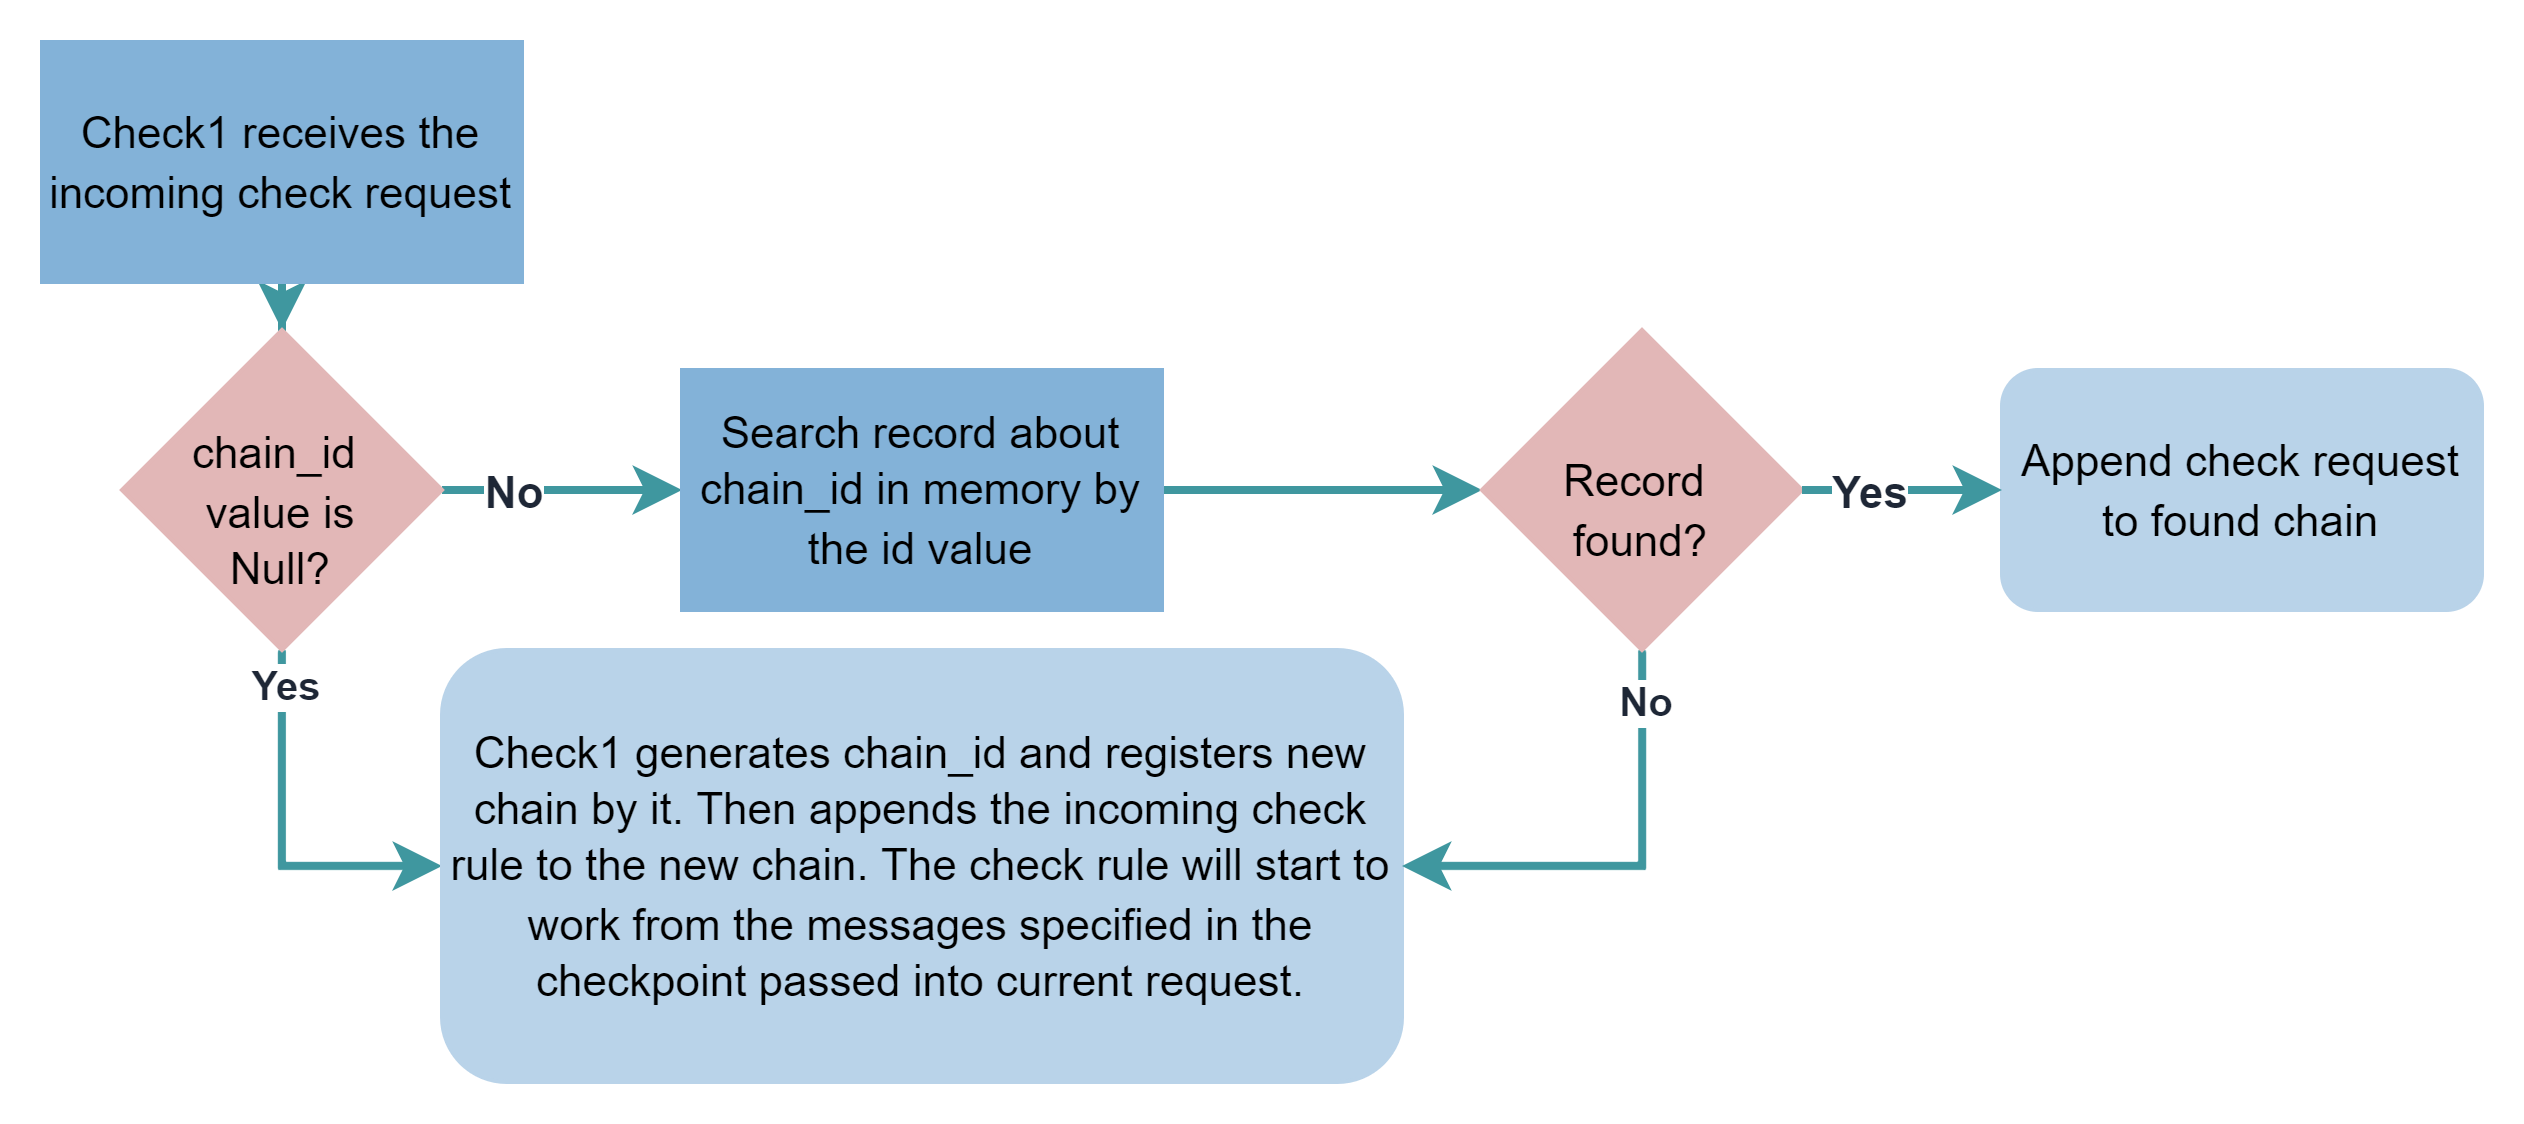 Check1 receives the
incoming check request
chain_id
value is
Null?
No
Search record about
chain_id in memory by
the id value
Record
found?
Yes
Append check request
to found chain
Yes
No
Check1 generates chain_id and registers new
chain by it. Then appends the incoming check
rule to the new chain. The check rule will start to
work from the messages specified in the
checkpoint passed into current request.